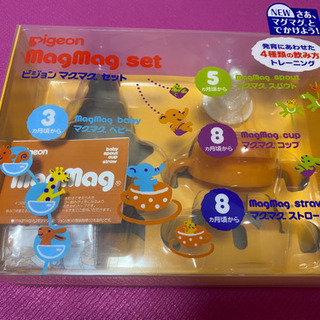 NEW さあ、
マグマグと
でかけよう!
発育にあわせた
4種類の飲み方
トレーニング
Pigeon
MagMag set
ピジョン マグマグ セット
5
カ月頃から
MagMag spout
マグマグ スパウト
3
カ月頃から
MagMag baby
マグマグ ベビー
8
カ月頃から
MagMag cup
マグマグ コップ
Pigeon
baby
spout
cup
straw
MagMag®
8
カ月頃から
MagMag straw
マグマグ ストロー